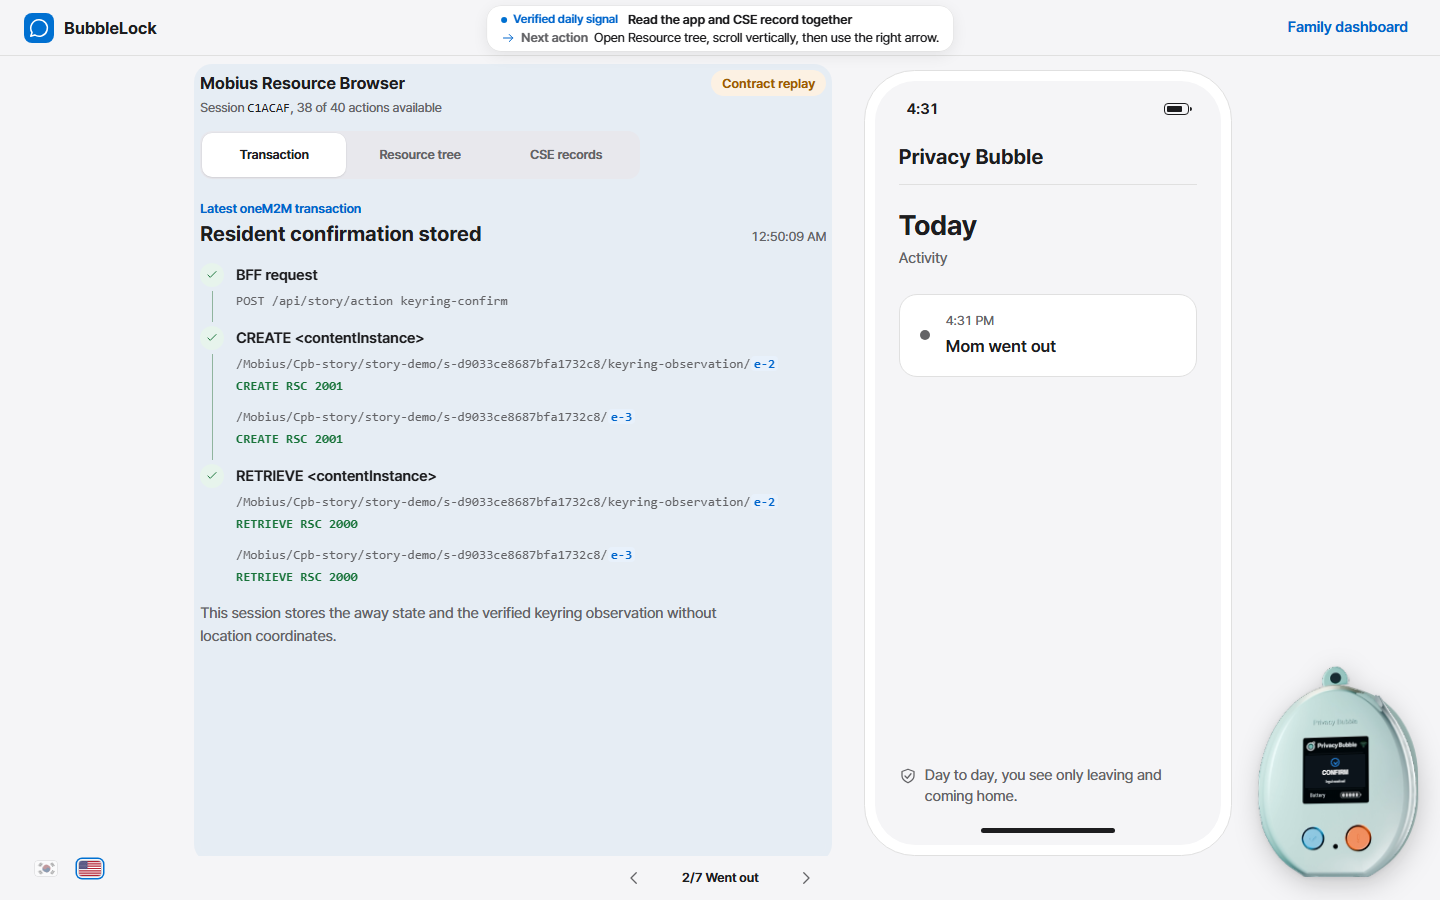 BubbleLock
Verified daily signal Read the app and CSE record together
→ Next action Open Resource tree, scroll vertically, then use the right arrow.
Family dashboard
Mobius Resource Browser
Contract replay
Session C1ACAF, 38 of 40 actions available
Transaction
Resource tree
CSE records
Latest oneM2M transaction
Resident confirmation stored
12:50:09 AM
BFF request
POST /api/story/action keyring-confirm
CREATE <contentInstance>
/Mobius/Cpb-story/story-demo/s-d9033ce8687bfa1732c8/keyring-observation/ e-2
CREATE RSC 2001
/Mobius/Cpb-story/story-demo/s-d9033ce8687bfa1732c8/ e-3
CREATE RSC 2001
RETRIEVE <contentInstance>
/Mobius/Cpb-story/story-demo/s-d9033ce8687bfa1732c8/keyring-observation/ e-2
RETRIEVE RSC 2000
/Mobius/Cpb-story/story-demo/s-d9033ce8687bfa1732c8/ e-3
RETRIEVE RSC 2000
This session stores the away state and the verified keyring observation without
location coordinates.
4:31
Privacy Bubble
Today
Activity
4:31 PM
Mom went out
Day to day, you see only leaving and
coming home.
Privacy Bubble
Privacy Bubble
CONFIRM
Battery
2/7 Went out